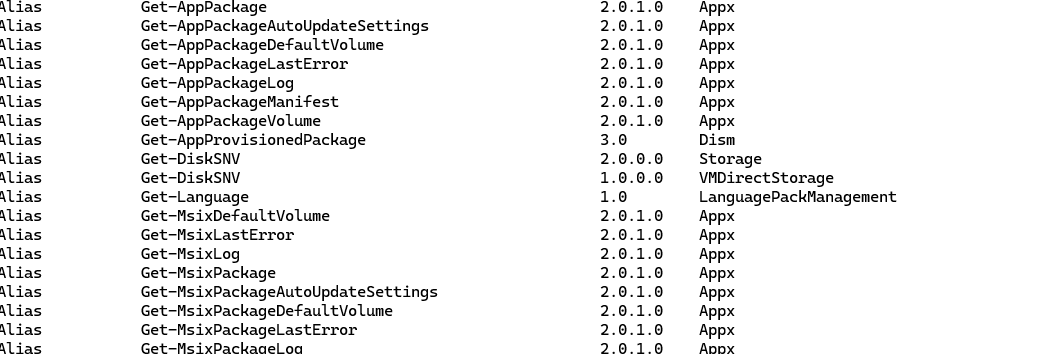 Alias Get-AppPackage 2.0.1.0 Appx
Alias Get-AppPackageAutoUpdateSettings 2.0.1.0 Appx
Alias Get-AppPackageDefaultVolume 2.0.1.0 Appx
Alias Get-AppPackageLastError 2.0.1.0 Appx
Alias Get-AppPackageLog 2.0.1.0 Appx
Alias Get-AppPackageManifest 2.0.1.0 Appx
Alias Get-AppPackageVolume 2.0.1.0 Appx
Alias Get-AppProvisionedPackage 3.0 Dism
Alias Get-DiskSNV 2.0.0.0 Storage
Alias Get-DiskSNV 1.0.0.0 VMDirectStorage
Alias Get-Language 1.0 LanguagePackManagement
Alias Get-MsixDefaultVolume 2.0.1.0 Appx
Alias Get-MsixLastError 2.0.1.0 Appx
Alias Get-MsixLog 2.0.1.0 Appx
Alias Get-MsixPackage 2.0.1.0 Appx
Alias Get-MsixPackageAutoUpdateSettings 2.0.1.0 Appx
Alias Get-MsixPackageDefaultVolume 2.0.1.0 Appx
Alias Get-MsixPackageLastError 2.0.1.0 Appx
Alias Get-MsixPackageLog 2.0.1.0 Appx